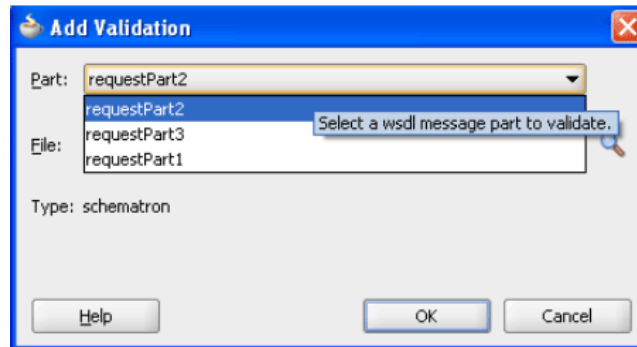 Add Validation
Part: requestPart2
requestPart2
Select a wsdl message part to validate.
requestPart3
File:
requestPart1
Type: schematron
Help OK Cancel